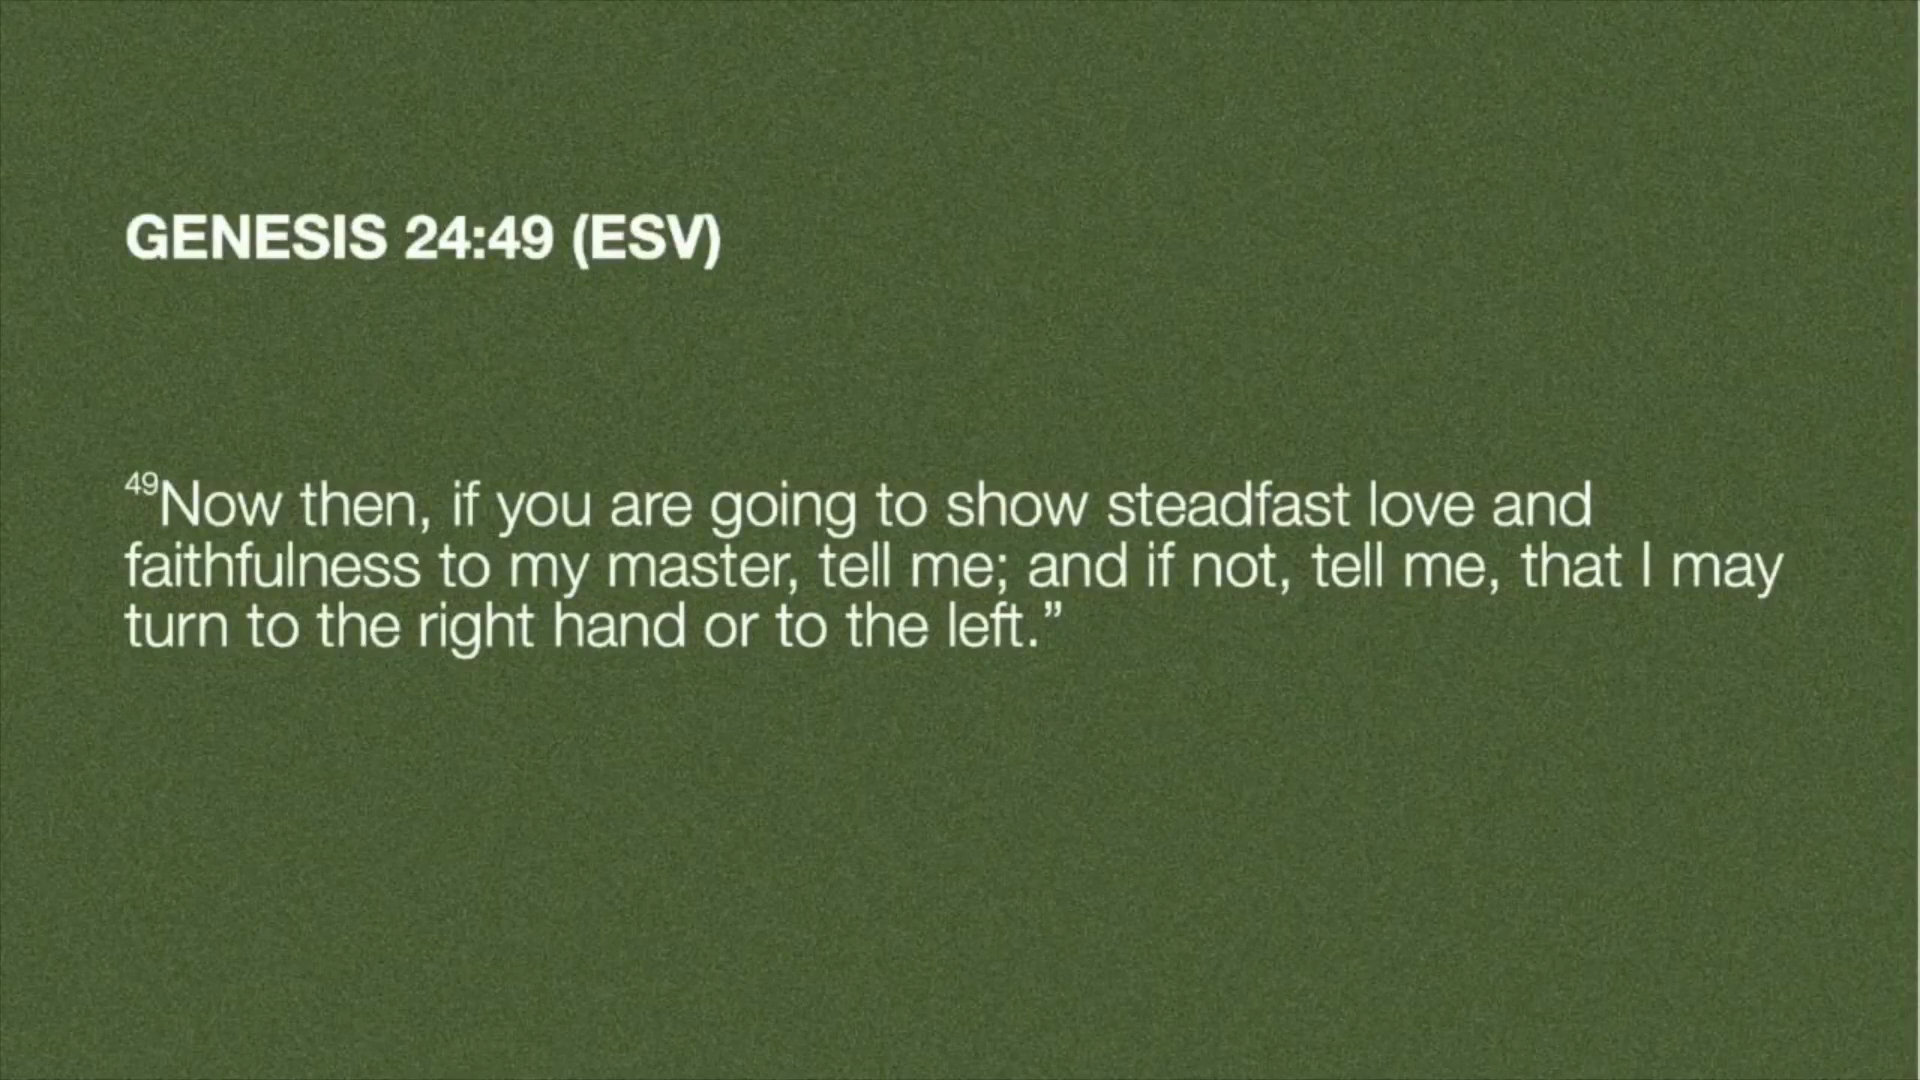 GENESIS 24:49 (ESV)
49Now then, if you are going to show steadfast love and
faithfulness to my master, tell me; and if not, tell me, that I may
turn to the right hand or to the left.”